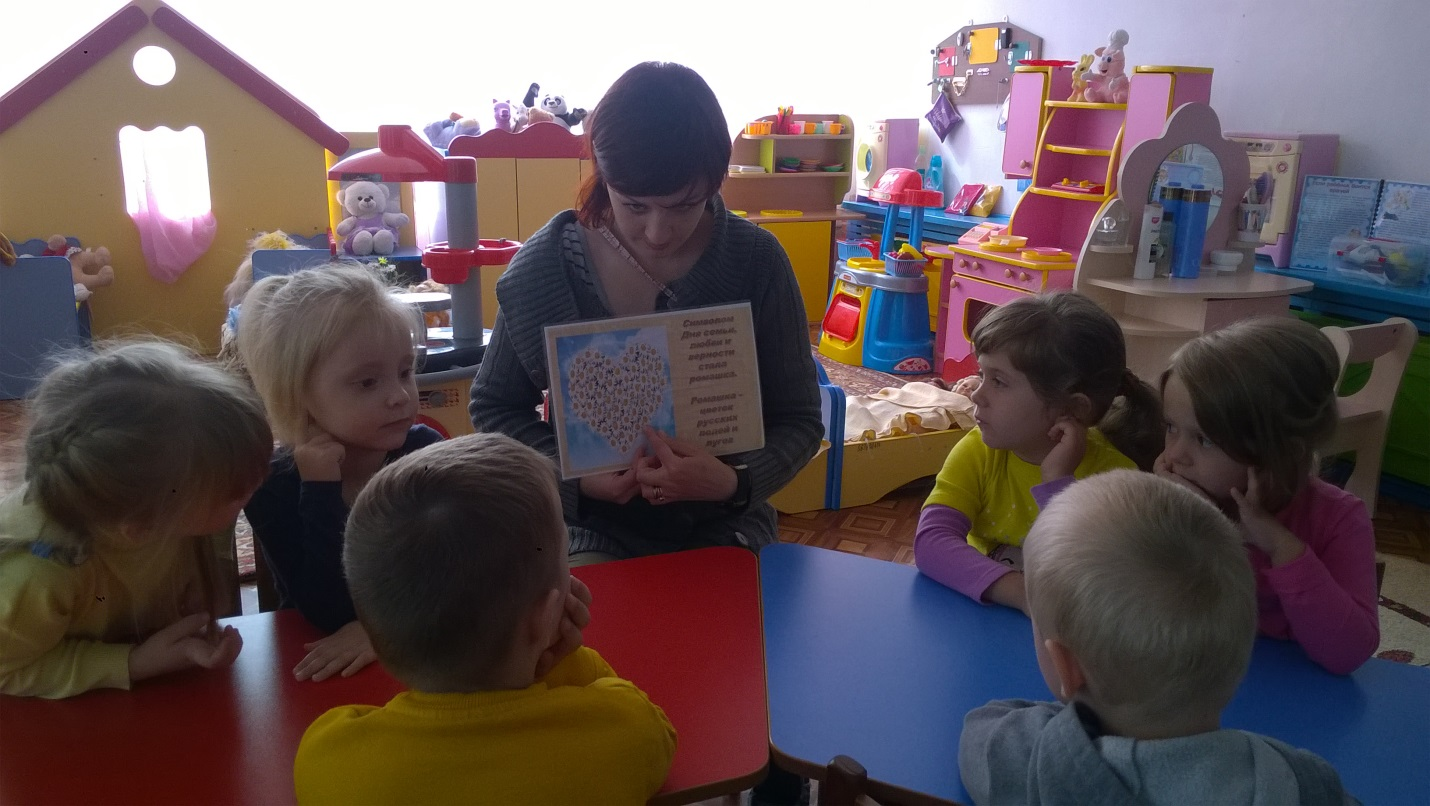 Символом
Дня семьи,
любви и
верности
стала
ромашка.
Ромашка –
цветок
русских
полей и
лугов